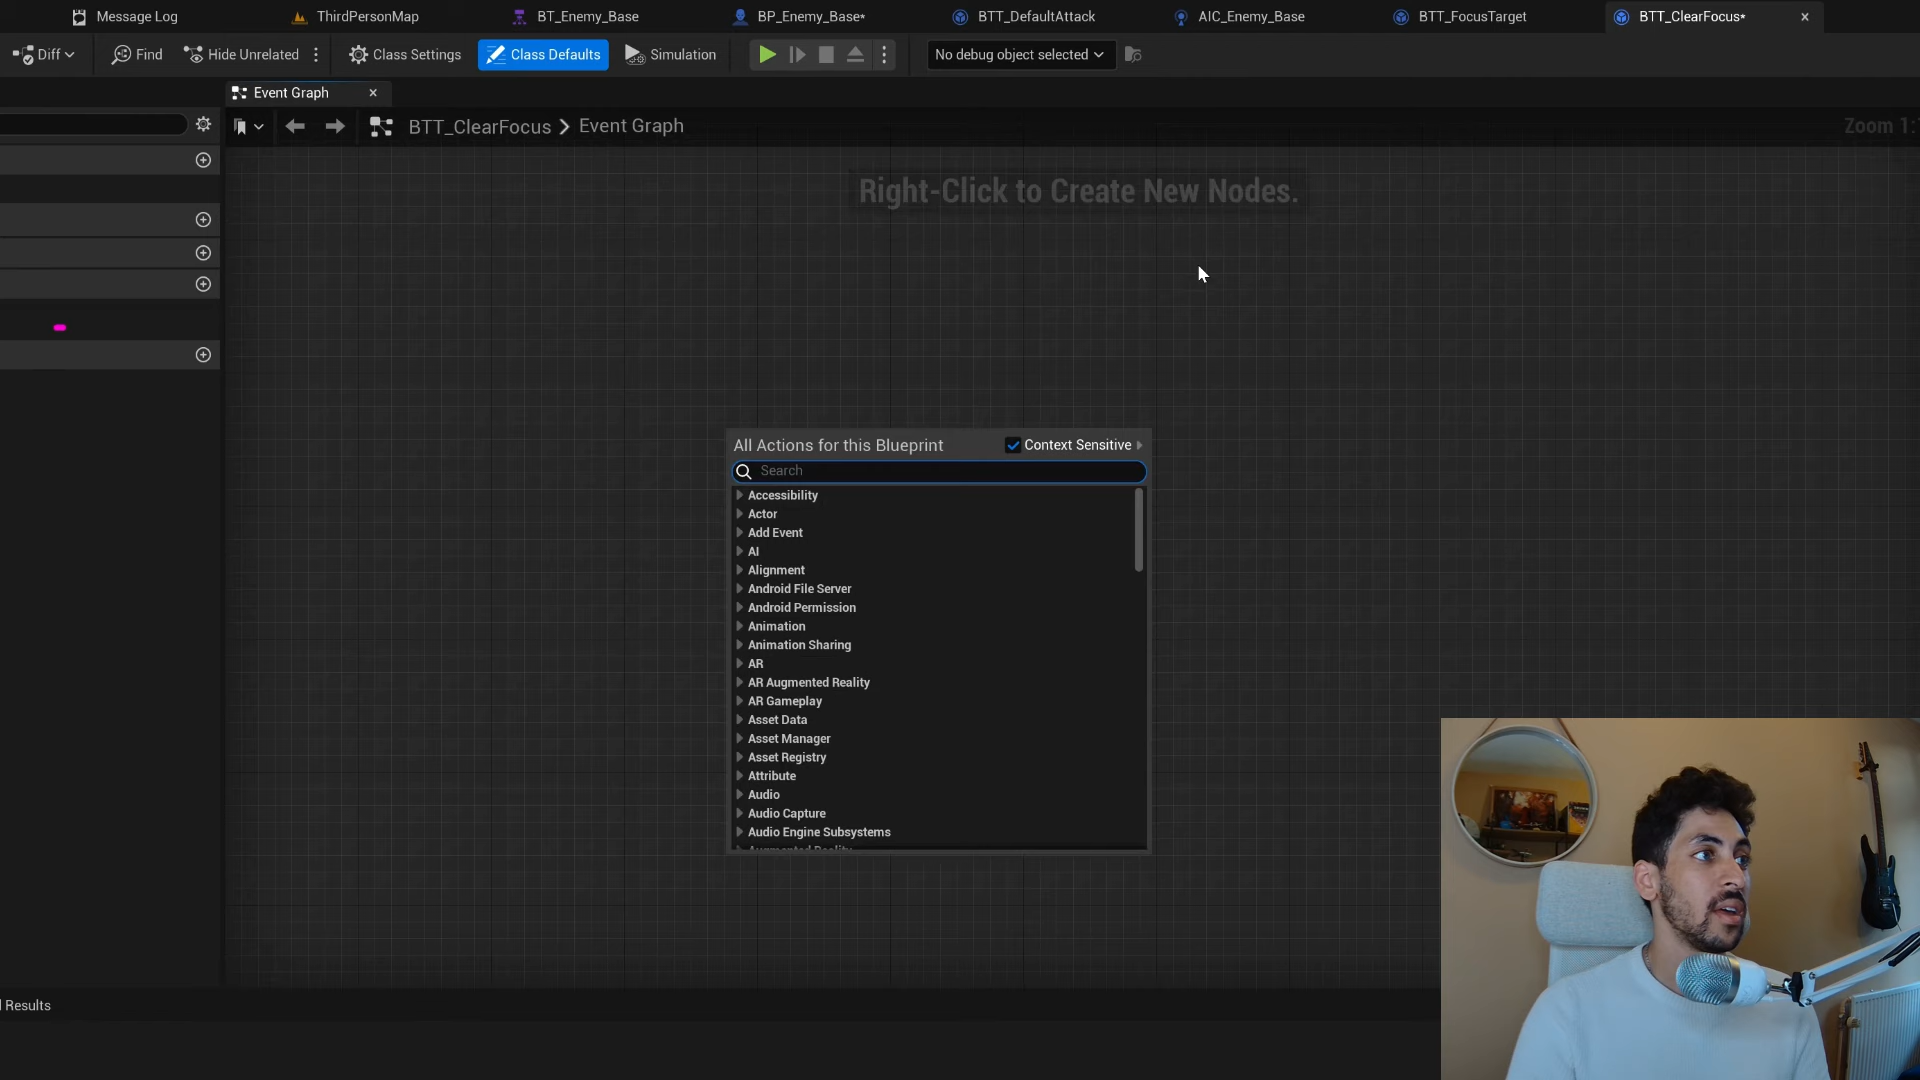 Message Log
ThirdPersonMap
BT_Enemy_Base
BP_Enemy_Base*
BTT_DefaultAttack
AIC_Enemy_Base
BTT_FocusTarget
BTT_ClearFocus*
Diff
Find
Hide Unrelated
Class Settings
Class Defaults
Simulation
No debug object selected
Event Graph
BTT_ClearFocus > Event Graph
Zoom 1:
Right-Click to Create New Nodes.
All Actions for this Blueprint
Context Sensitive
Search
Accessibility
Actor
Add Event
AI
Alignment
Android File Server
Android Permission
Animation
Animation Sharing
AR
AR Augmented Reality
AR Gameplay
Asset Data
Asset Manager
Asset Registry
Attribute
Audio
Audio Capture
Audio Engine Subsystems
Augmented Reality
Results